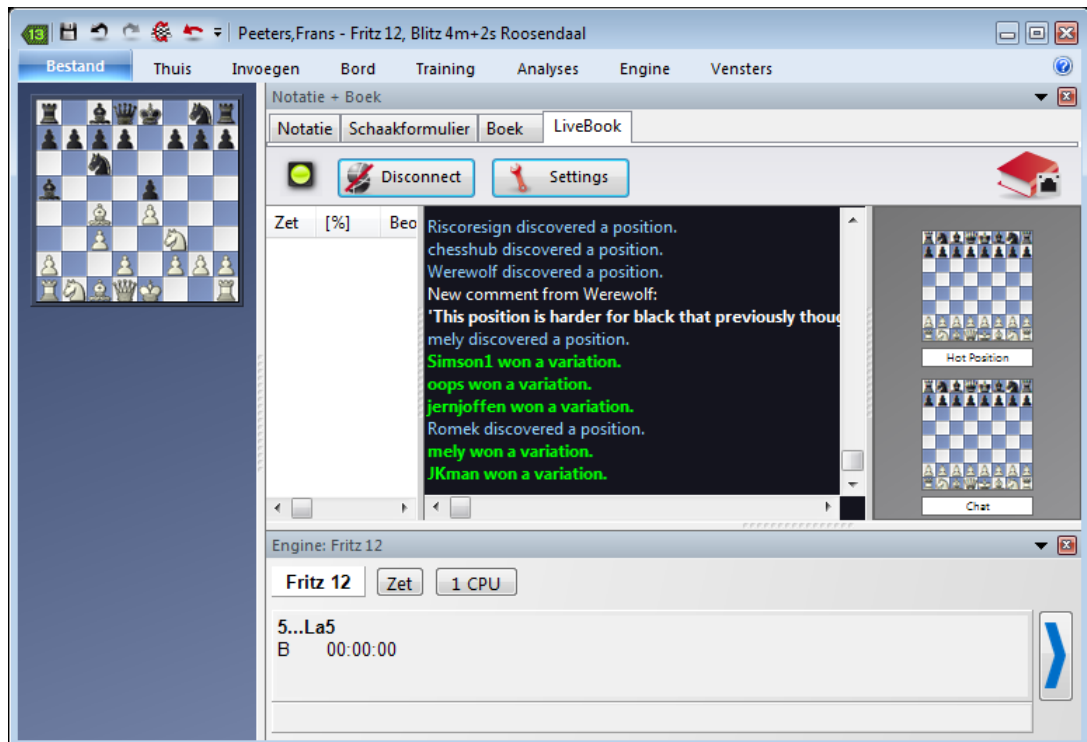 13
Peeters,Frans - Fritz 12, Blitz 4m+2s Roosendaal
Bestand Thuis Invoegen Bord Training Analyses Engine Vensters
Notatie + Boek
Notatie Schaakformulier Boek LiveBook
Disconnect Settings
Zet [%] Beo
Riscoresign discovered a position.
chesshub discovered a position.
Werewolf discovered a position.
New comment from Werewolf:
'This position is harder for black that previously thoug
mely discovered a position.
Simson1 won a variation.
oops won a variation.
jernjoffen won a variation.
Romek discovered a position.
mely won a variation.
JKman won a variation.
Hot Position
Chat
Engine: Fritz 12
Fritz 12 Zet 1 CPU
5...La5
B 00:00:00